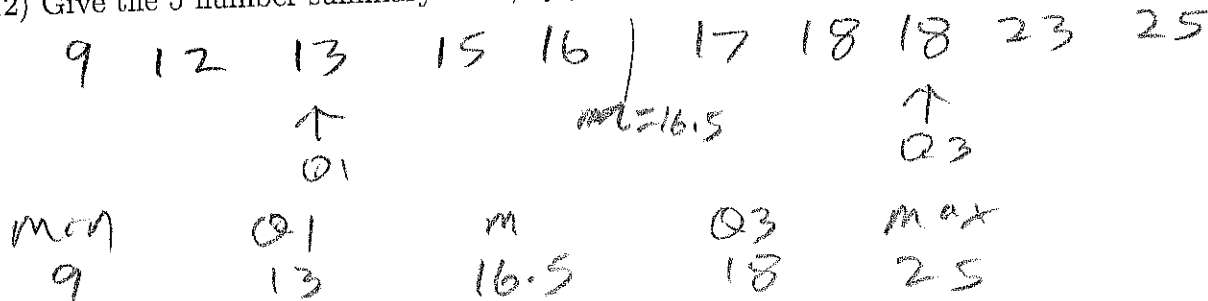 2) Give the 5 number summary
9 12 13 15 16 | 17 18 18 23 25
↑ m=16.5 ↑
Q1 Q3
Min Q1 m Q3 max
9 13 16.5 18 25